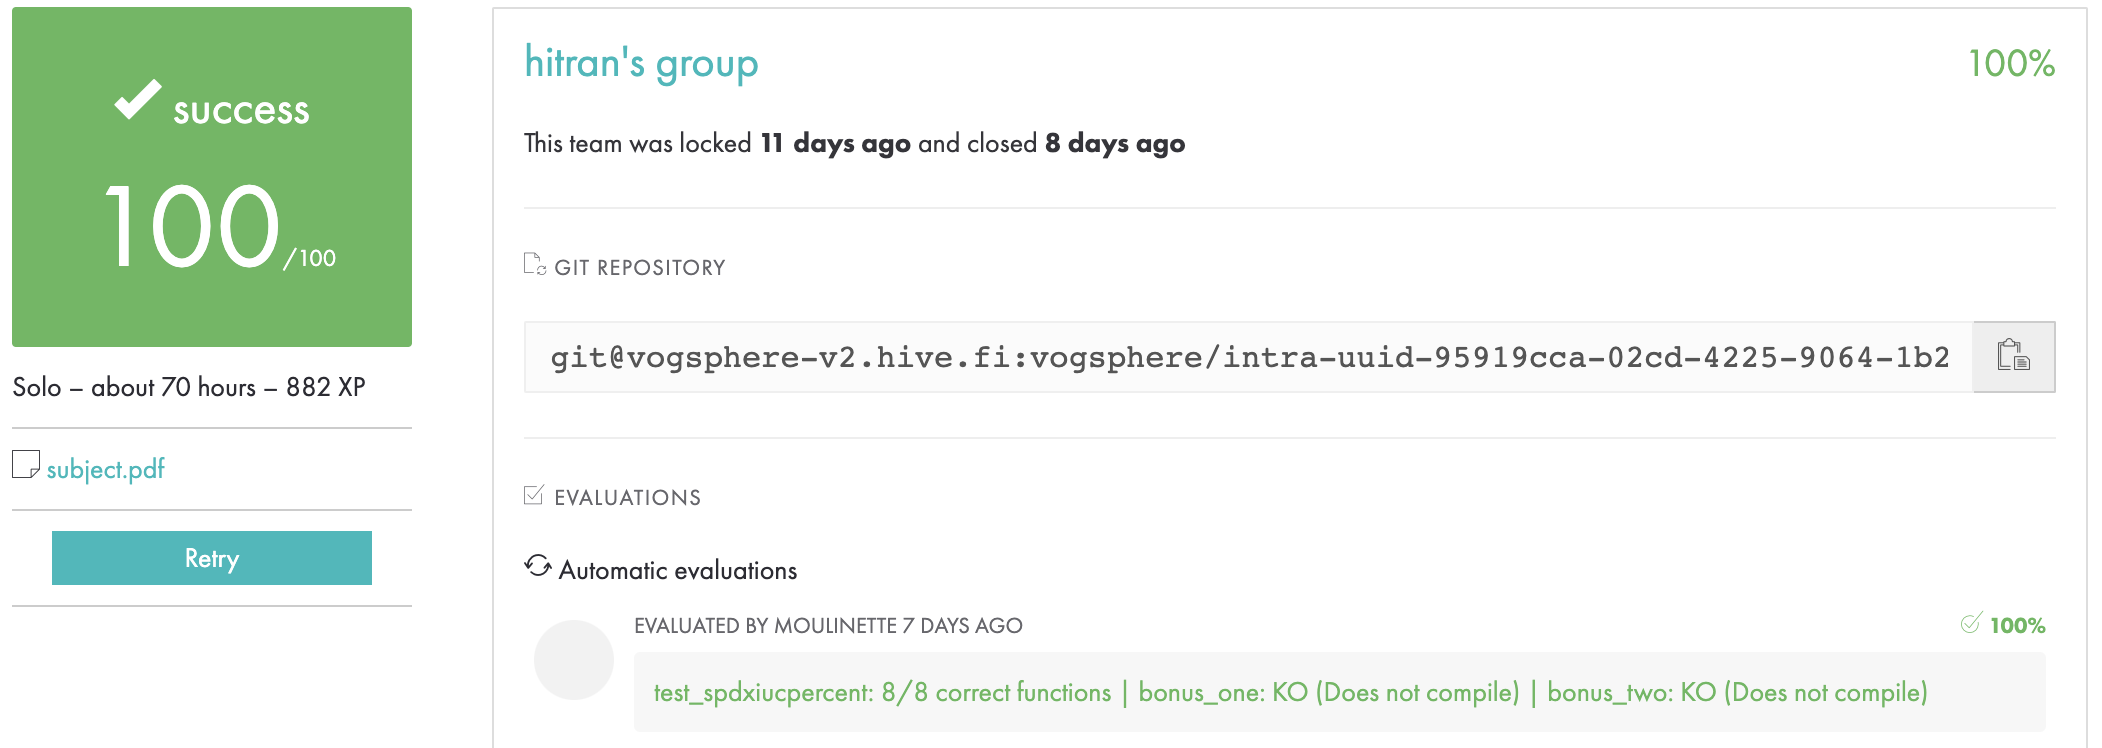 success
100/100
Solo – about 70 hours – 882 XP
subject.pdf
Retry
hitran's group
100%
This team was locked 11 days ago and closed 8 days ago
GIT REPOSITORY
git@vogsphere-v2.hive.fi:vogsphere/intra-uuid-95919cca-02cd-4225-9064-1b2
EVALUATIONS
Automatic evaluations
EVALUATED BY MOULINETTE 7 DAYS AGO
100%
test_spdxiucpercent: 8/8 correct functions | bonus_one: KO (Does not compile) | bonus_two: KO (Does not compile)